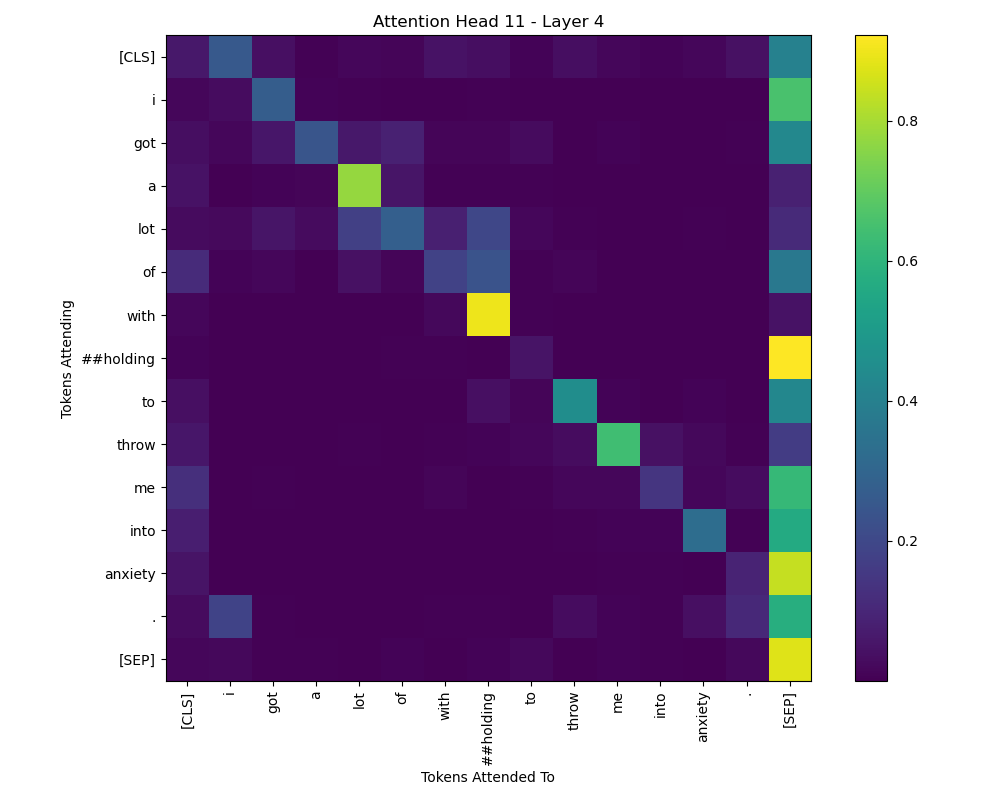 Attention Head 11 - Layer 4
Tokens Attending
[CLS]
i
got
a
lot
of
with
##holding
to
throw
me
into
anxiety
.
[SEP]
[CLS]
i
got
a
lot
of
with
##holding
to
throw
me
into
anxiety
.
[SEP]
Tokens Attended To
0.8
0.6
0.4
0.2